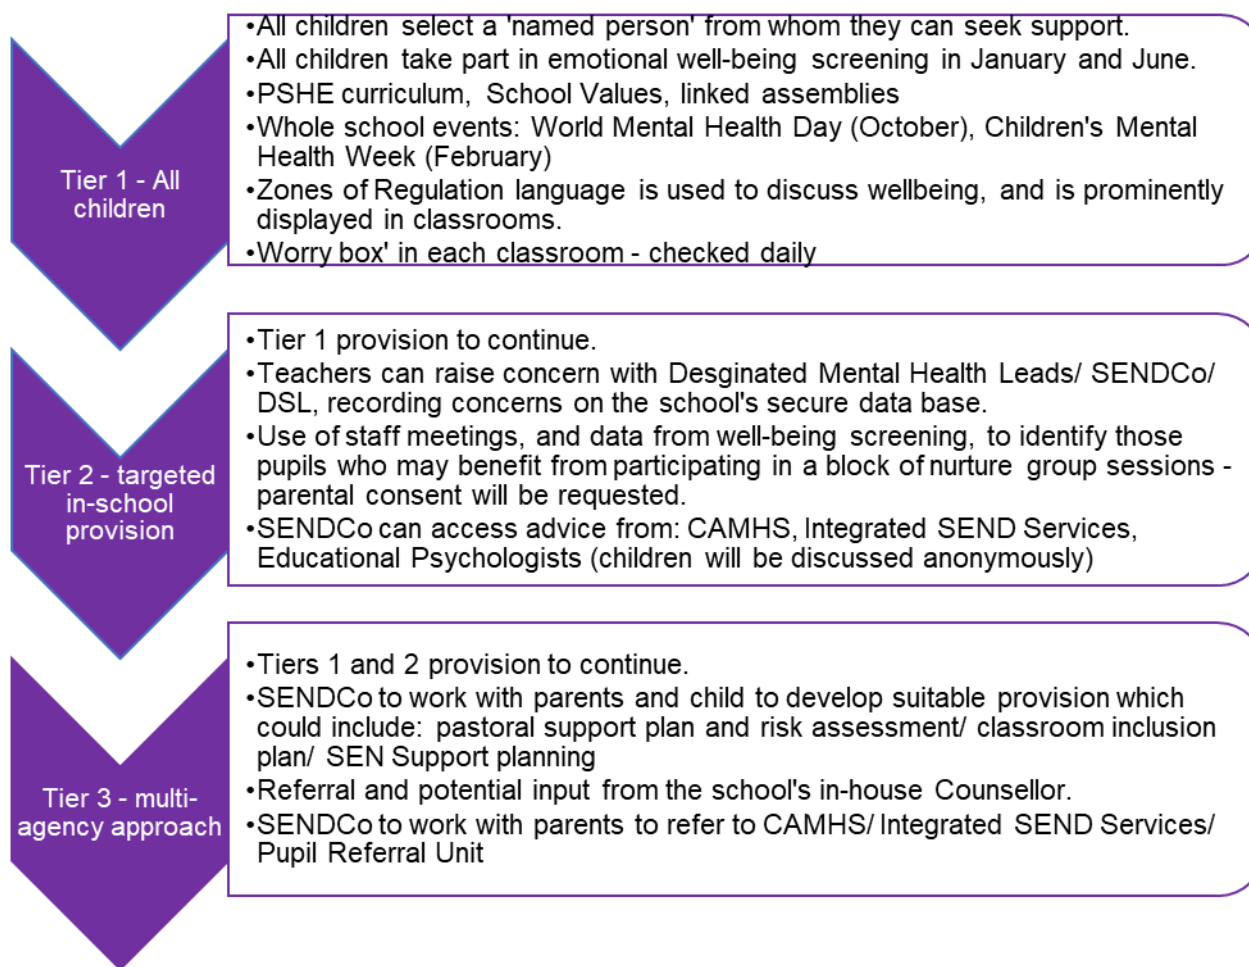 Tier 1 - All
children
•All children select a 'named person' from whom they can seek support.
•All children take part in emotional well-being screening in January and June.
•PSHE curriculum, School Values, linked assemblies
•Whole school events: World Mental Health Day (October), Children's Mental
Health Week (February)
•Zones of Regulation language is used to discuss wellbeing, and is prominently
displayed in classrooms.
•Worry box' in each classroom - checked daily
Tier 2 - targeted
in-school
provision
•Tier 1 provision to continue.
•Teachers can raise concern with Desginated Mental Health Leads/ SENDCo/
DSL, recording concerns on the school's secure data base.
•Use of staff meetings, and data from well-being screening, to identify those
pupils who may benefit from participating in a block of nurture group sessions -
parental consent will be requested.
•SENDCo can access advice from: CAMHS, Integrated SEND Services,
Educational Psychologists (children will be discussed anonymously)
Tier 3 - multi-
agency approach
•Tiers 1 and 2 provision to continue.
•SENDCo to work with parents and child to develop suitable provision which
could include: pastoral support plan and risk assessment/ classroom inclusion
plan/ SEN Support planning
•Referral and potential input from the school's in-house Counsellor.
•SENDCo to work with parents to refer to CAMHS/ Integrated SEND Services/
Pupil Referral Unit